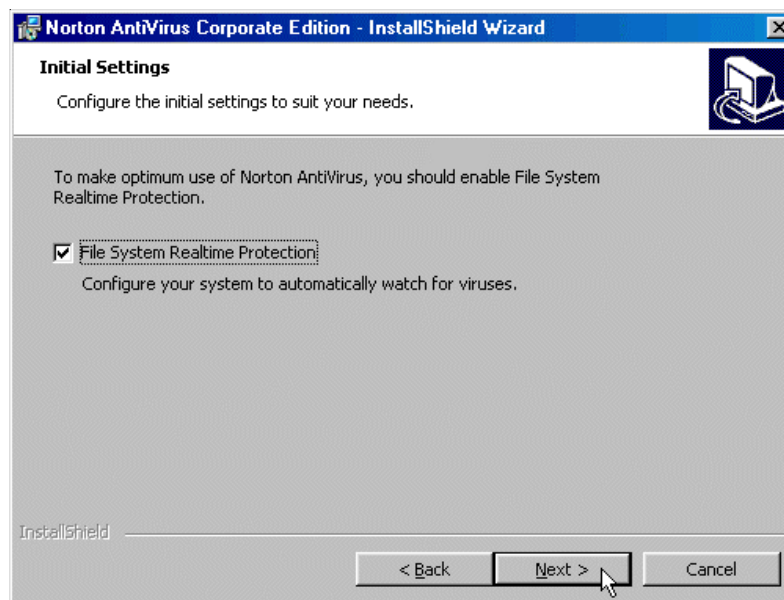 Norton AntiVirus Corporate Edition - InstallShield Wizard
Initial Settings
Configure the initial settings to suit your needs.
To make optimum use of Norton AntiVirus, you should enable File System
Realtime Protection.
File System Realtime Protection
Configure your system to automatically watch for viruses.
InstallShield
< Back
Next >
Cancel